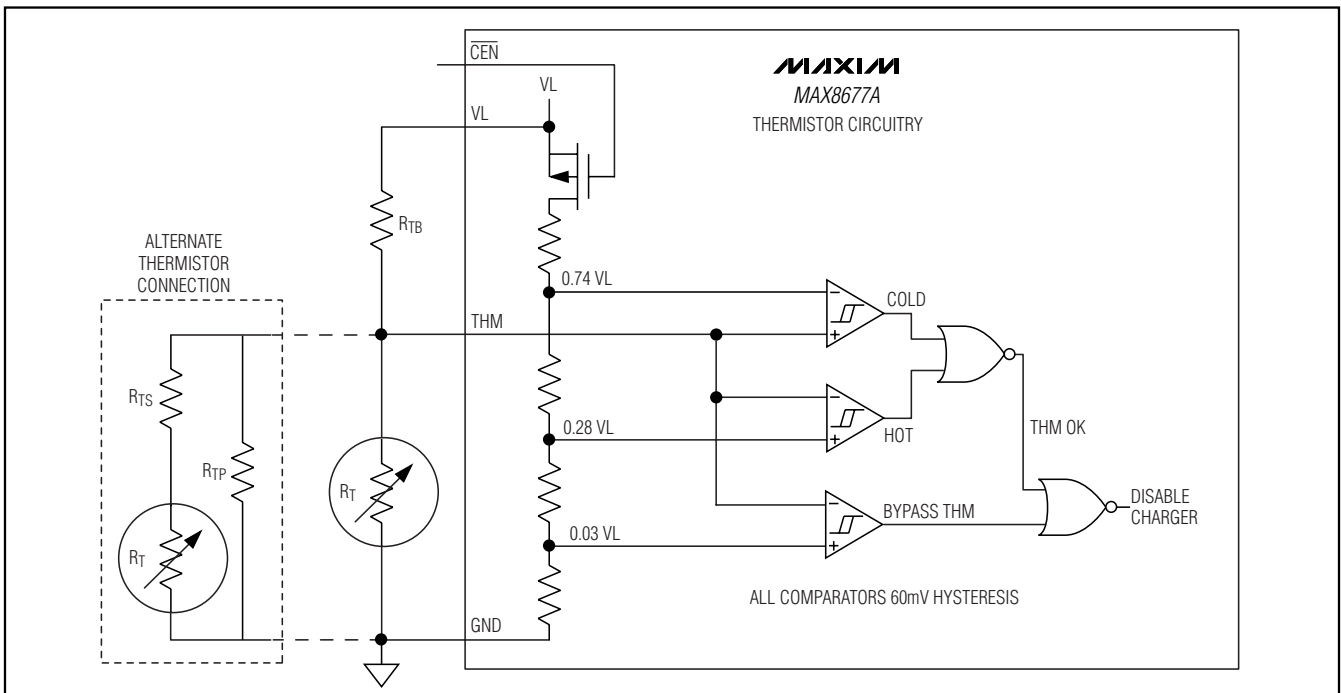 CEN
MAXIM
MAX8677A
THERMISTOR CIRCUITRY
VL
VL
RTB
ALTERNATE
THERMISTOR
CONNECTION
0.74 VL
COLD
THM
RTS
RTP
RT
RT
0.28 VL
HOT
THM OK
BYPASS THM
DISABLE
CHARGER
0.03 VL
ALL COMPARATORS 60mV HYSTERESIS
GND